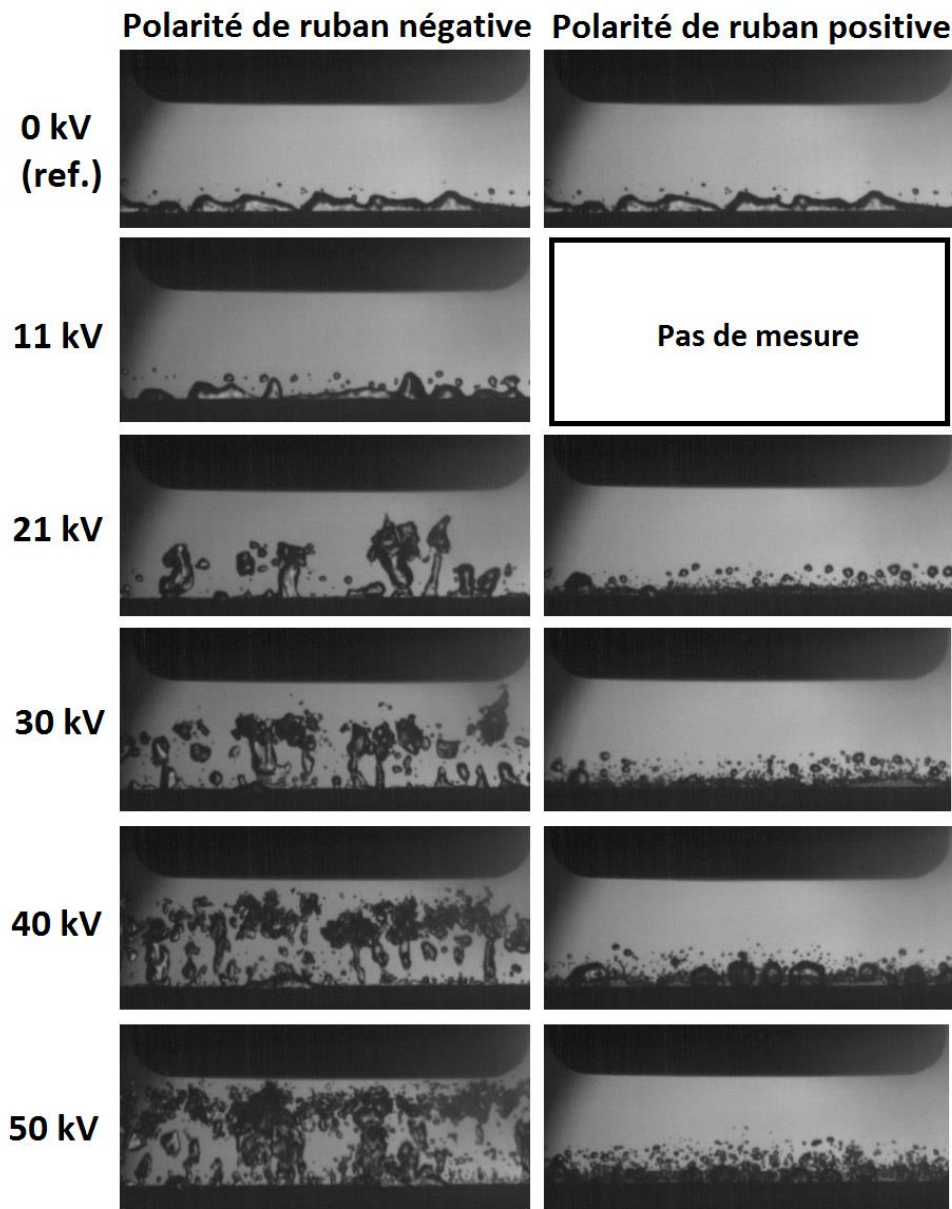 Polarité de ruban négative
Polarité de ruban positive
0 kV
(ref.)
11 kV
Pas de mesure
21 kV
30 kV
40 kV
50 kV